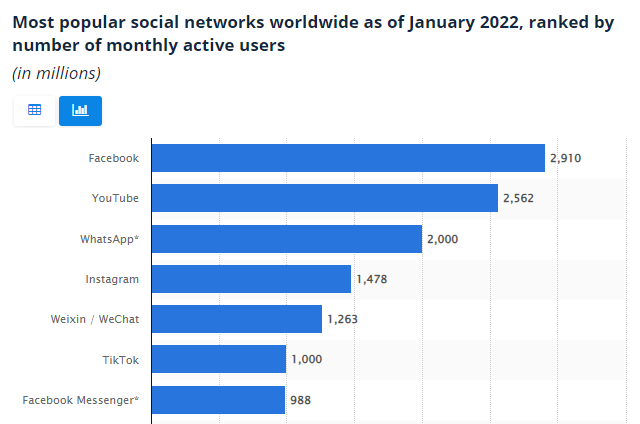 Most popular social networks worldwide as of January 2022, ranked by
number of monthly active users
(in millions)
Facebook 2,910
YouTube 2,562
WhatsApp* 2,000
Instagram 1,478
Weixin / WeChat 1,263
TikTok 1,000
Facebook Messenger* 988